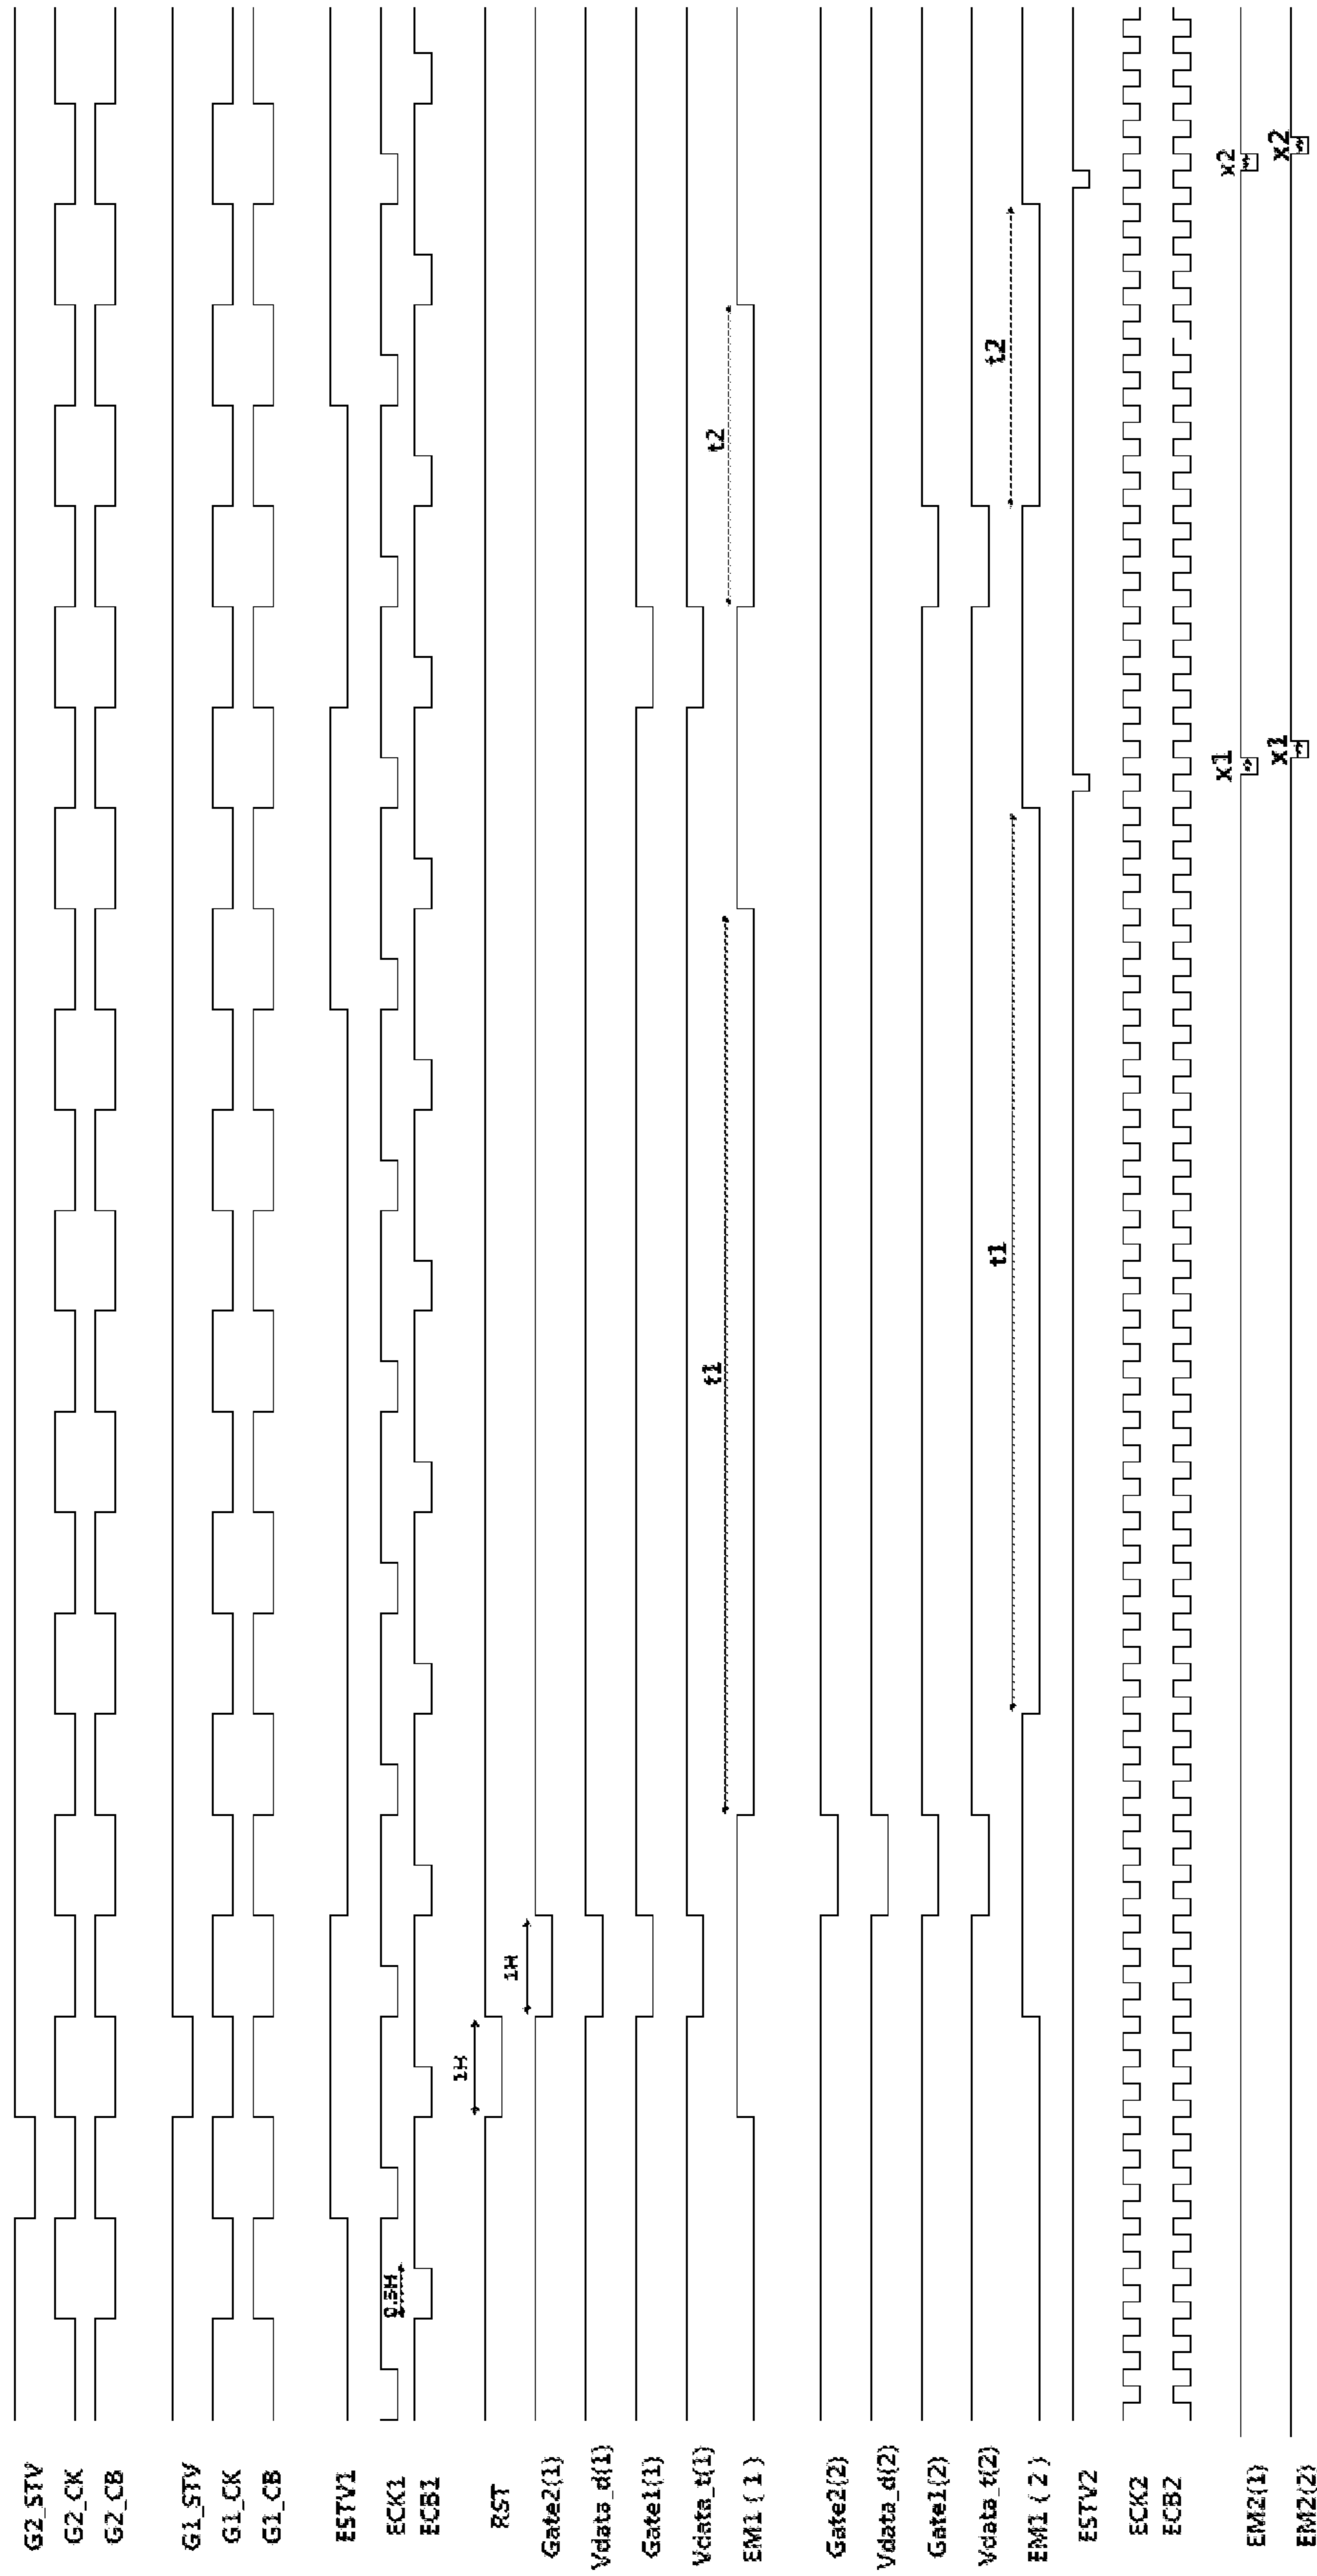 G2_STV
G2_CK
G2_CB
G1_STV
G1_CK
G1_CB
ESTV1
ECK1
0.5H
ECB1
RST
1H
Gate2(1)
1H
Vdata_d(1)
Gate1(1)
Vdata_t(1)
EM1 ( 1 )
t1
t2
Gate2(2)
Vdata_d(2)
Gate1(2)
Vdata_t(2)
EM1 ( 2 )
t1
t2
ESTV2
ECK2
ECB2
EM2(1)
x1
x2
EM2(2)
x1
x2